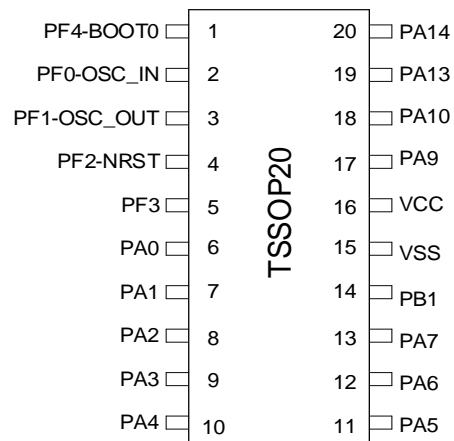 PF4-BOOT0 1 20 PA14
PF0-OSC_IN 2 19 PA13
PF1-OSC_OUT 3 18 PA10
PF2-NRST 4 17 PA9
PF3 5 16 VCC
PA0 6 15 VSS
PA1 7 14 PB1
PA2 8 13 PA7
PA3 9 12 PA6
PA4 10 11 PA5
TSSOP20